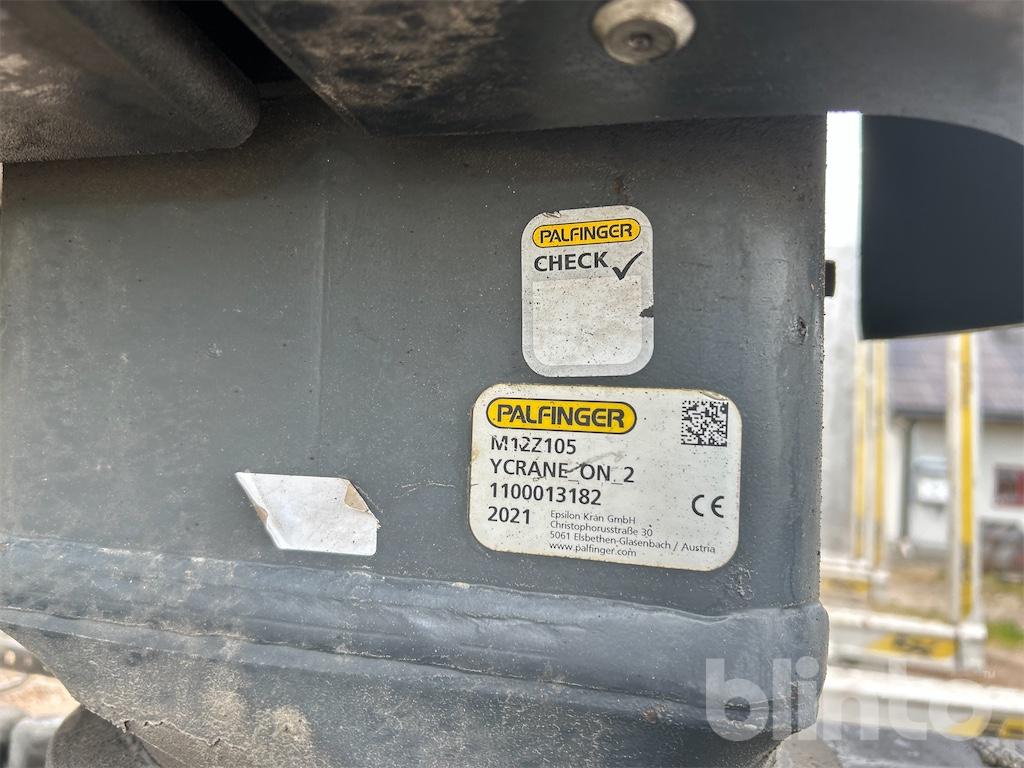 PALFINGER
CHECK
PALFINGER
M12Z105
YCRANE_ON_2
1100013182
2021
Epsilon Kran GmbH
Christophorusstraße 30
5061 Elsbethen-Glasenbach / Austria
www.palfinger.com
CE
blinto™